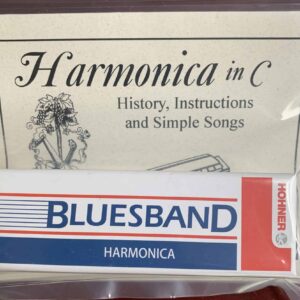 Harmonica in C
History, Instructions
and Simple Songs
BLUESBAND
HARMONICA
HOHNER